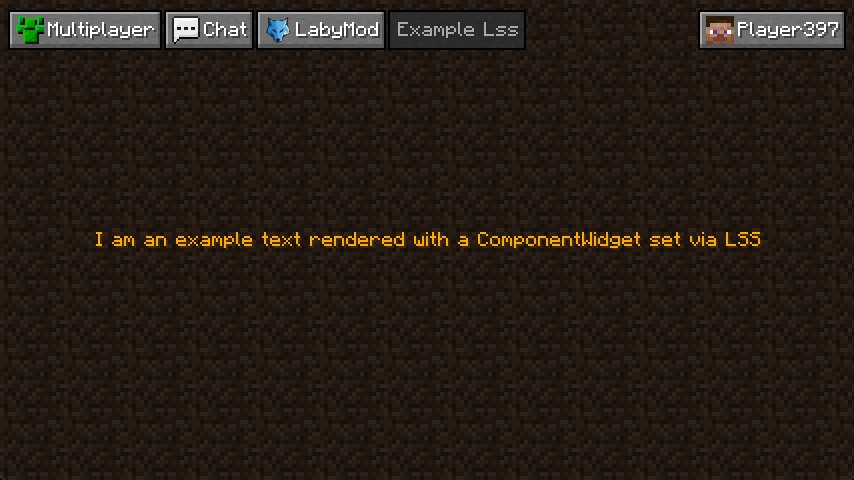 Multiplayer Chat LabyMod Example Lss Player397
I am an example text rendered with a ComponentWidget set via LSS